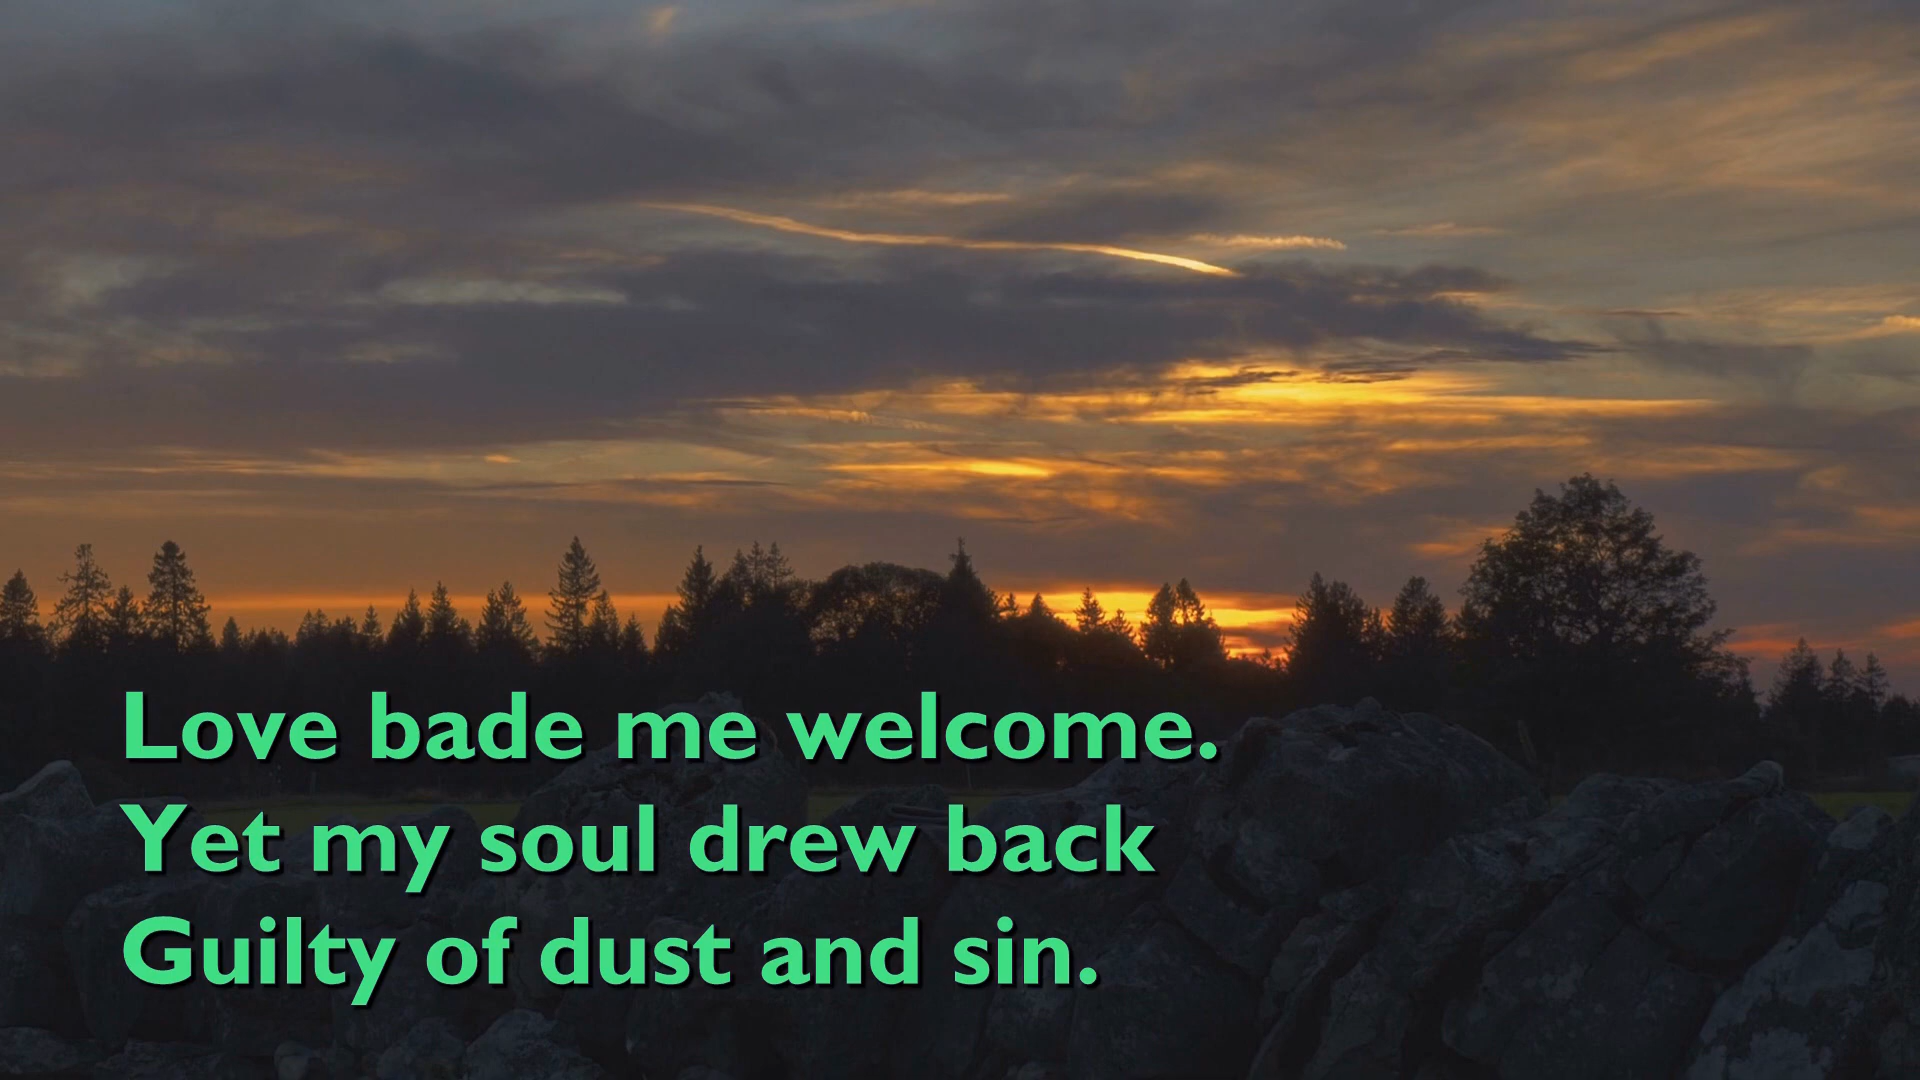 Love bade me welcome.
Yet my soul drew back
Guilty of dust and sin.